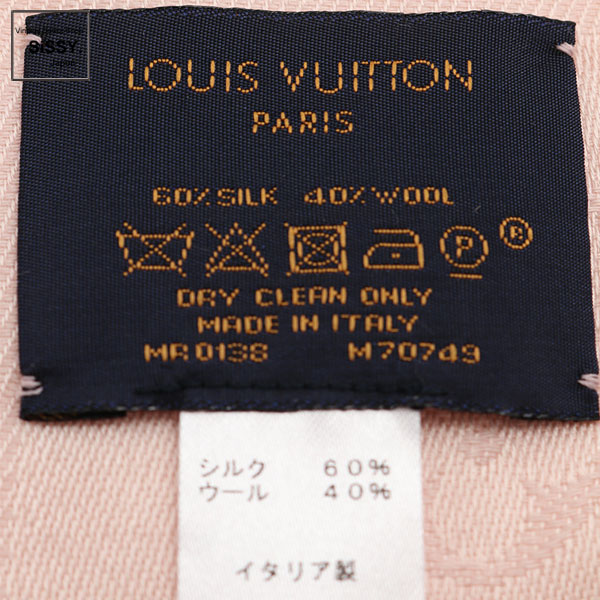 SISSY
LOUIS VUITTON
PARIS
60% SILK 40% WOOL
P
®
DRY CLEAN ONLY
MADE IN ITALY
MR0138 M70749
シルク 60%
ウール 40%
イタリア製